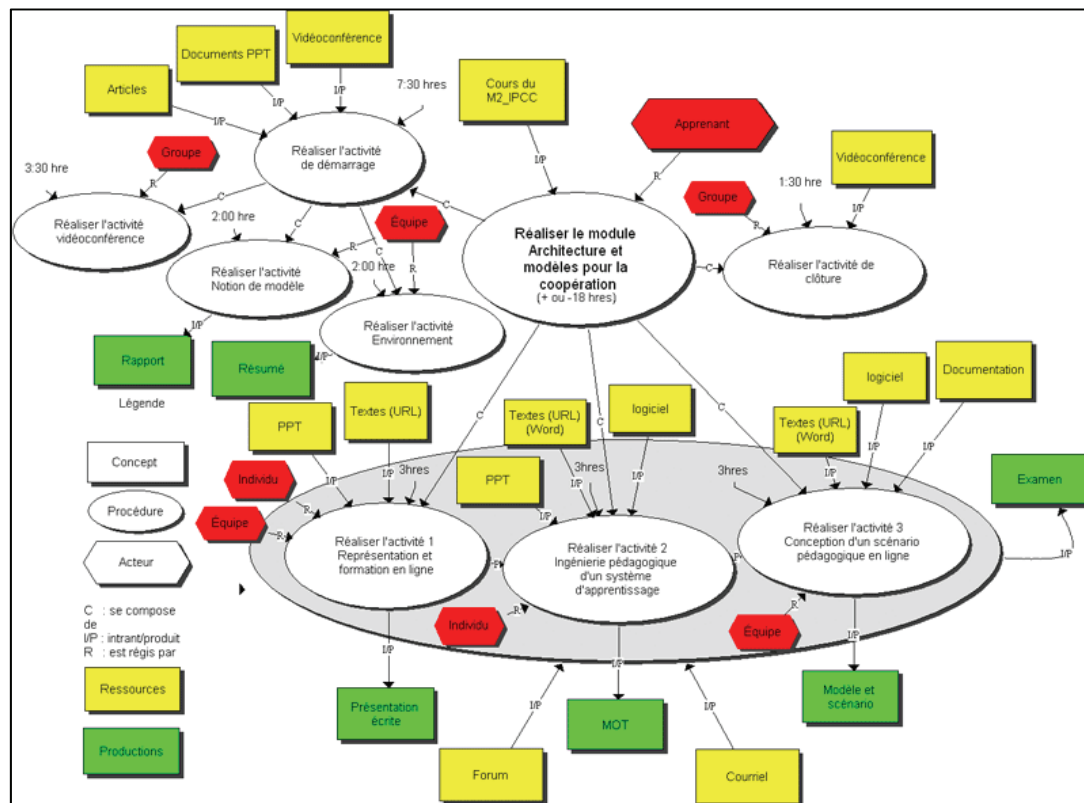 Vidéoconférence
Documents PPT
Articles
7:30 hres
I/P
I/P
I/P
Réaliser l'activité
de démarrage
Cours du
M2_IPCC
I/P
Apprenant
R
Vidéoconférence
1:30 hre
I/P
Groupe
R
3:30 hre
Groupe
R
C
Réaliser l'activité
vidéoconférence
2:00 hre
C
Réaliser l'activité
Notion de modèle
Équipe
R
R
C
C
2:00 hre
Réaliser l'activité
Environnement
Réaliser le module
Architecture et
modèles pour la
coopération
(+ ou -18 hres)
C
Réaliser l'activité de
clôture
I/P
Rapport
I/P
Résumé
Légende
Concept
Procédure
Acteur
C : se compose
de
I/P : intrant/produit
R : est régis par
Ressources
Productions
C
C
C
PPT
I/P
Textes (URL)
I/P
3hres
Individu
R
Équipe
R
Réaliser l'activité 1
Représentation et
formation en ligne
P
Textes (URL)
(Word)
I/P
logiciel
I/P
3hres
PPT
I/P
Réaliser l'activité 2
Ingénierie pédagogique
d'un système
d'apprentissage
Individu
R
P
logiciel
I/P
Documentation
I/P
Textes (URL)
(Word)
I/P
3hres
Réaliser l'activité 3
Conception d'un scénario
pédagogique en ligne
Équipe
R
Examen
I/P
I/P
Présentation
écrite
I/P
MOT
I/P
Modèle et
scénario
I/P
Forum
I/P
Courriel